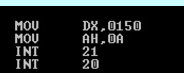 MOV DX,0150
MOV AH,0A
INT 21
INT 20